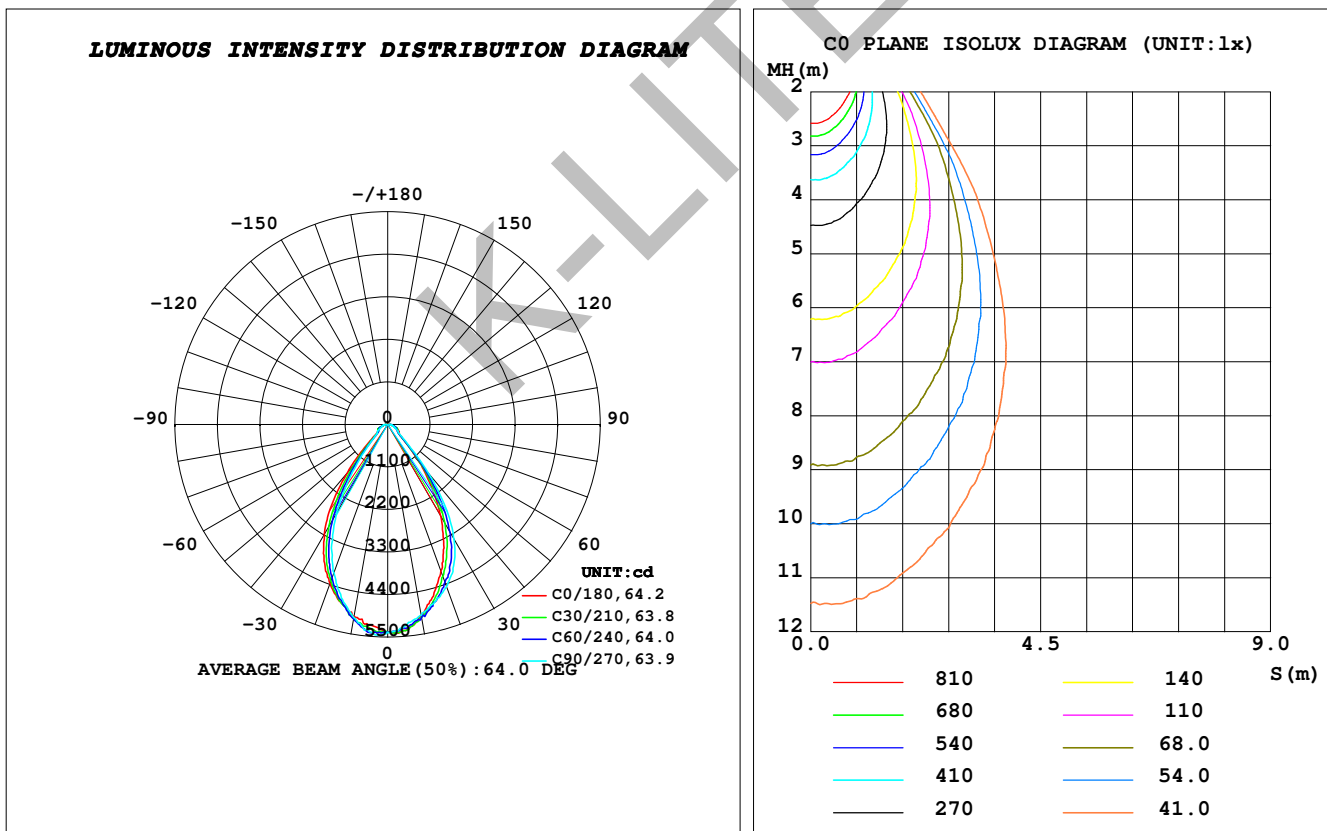 LUMINOUS INTENSITY DISTRIBUTION DIAGRAM
-/+180
-150
150
-120
120
-90
0
90
1100
2200
-60
60
3300
UNIT:cd
4400
C0/180,64.2
C30/210,63.8
-30
5500
30
C60/240,64.0
0
C90/270,63.9
AVERAGE BEAM ANGLE(50%):64.0 DEG
K-LITE
C0 PLANE ISOLUX DIAGRAM (UNIT:lx)
MH(m)
2
3
4
5
6
7
8
9
10
11
12
0.0 4.5 9.0
S(m)
810 140
680 110
540 68.0
410 54.0
270 41.0